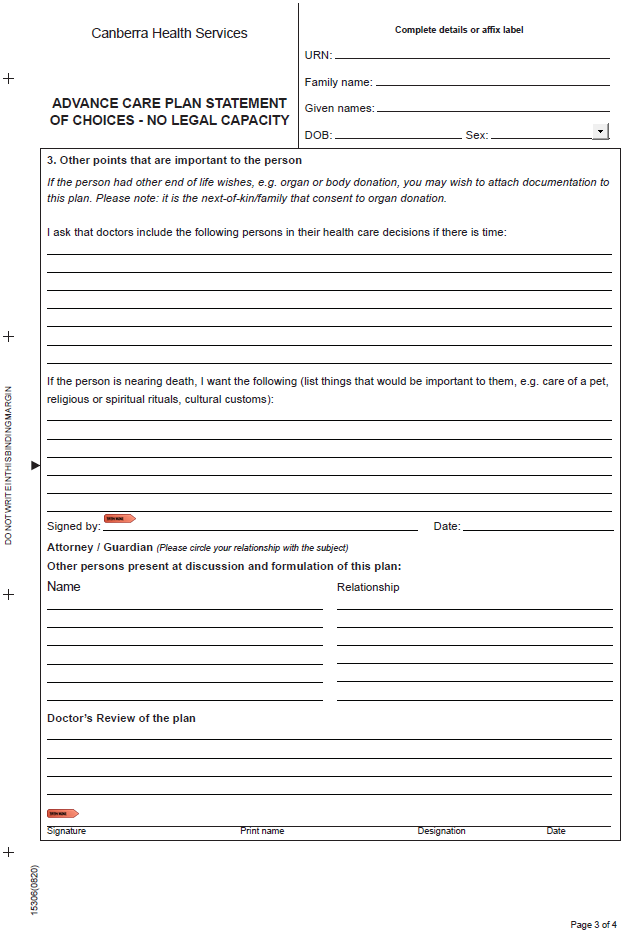 Canberra Health Services
ADVANCE CARE PLAN STATEMENT
OF CHOICES - NO LEGAL CAPACITY
Complete details or affix label
URN:
Family name:
Given names:
DOB: Sex:
3. Other points that are important to the person
If the person had other end of life wishes, e.g. organ or body donation, you may wish to attach documentation to
this plan. Please note: it is the next-of-kin/family that consent to organ donation.
I ask that doctors include the following persons in their health care decisions if there is time:
If the person is nearing death, I want the following (list things that would be important to them, e.g. care of a pet,
religious or spiritual rituals, cultural customs):
Signed by: Date:
Attorney / Guardian (Please circle your relationship with the subject)
Other persons present at discussion and formulation of this plan:
Name Relationship
Doctor's Review of the plan
Signature Print name Designation Date
DO NOT WRITE IN THIS BINDING MARGIN
15306(0820)
Page 3 of 4